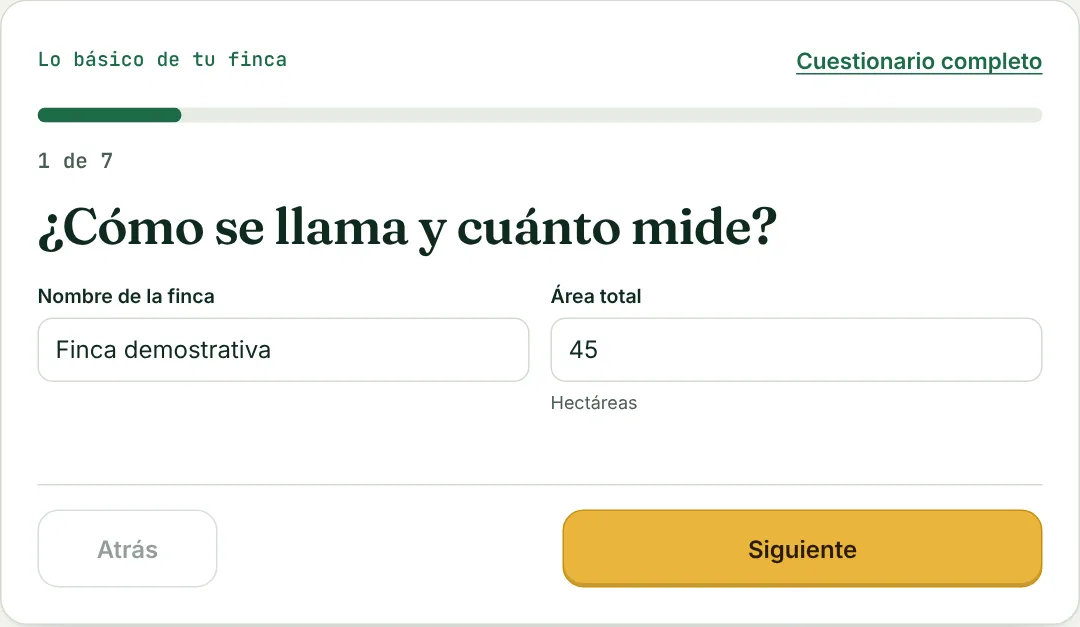 Lo básico de tu finca
Cuestionario completo
1 de 7
¿Cómo se llama y cuánto mide?
Nombre de la finca
Área total
Finca demostrativa
45
Hectáreas
Atrás
Siguiente